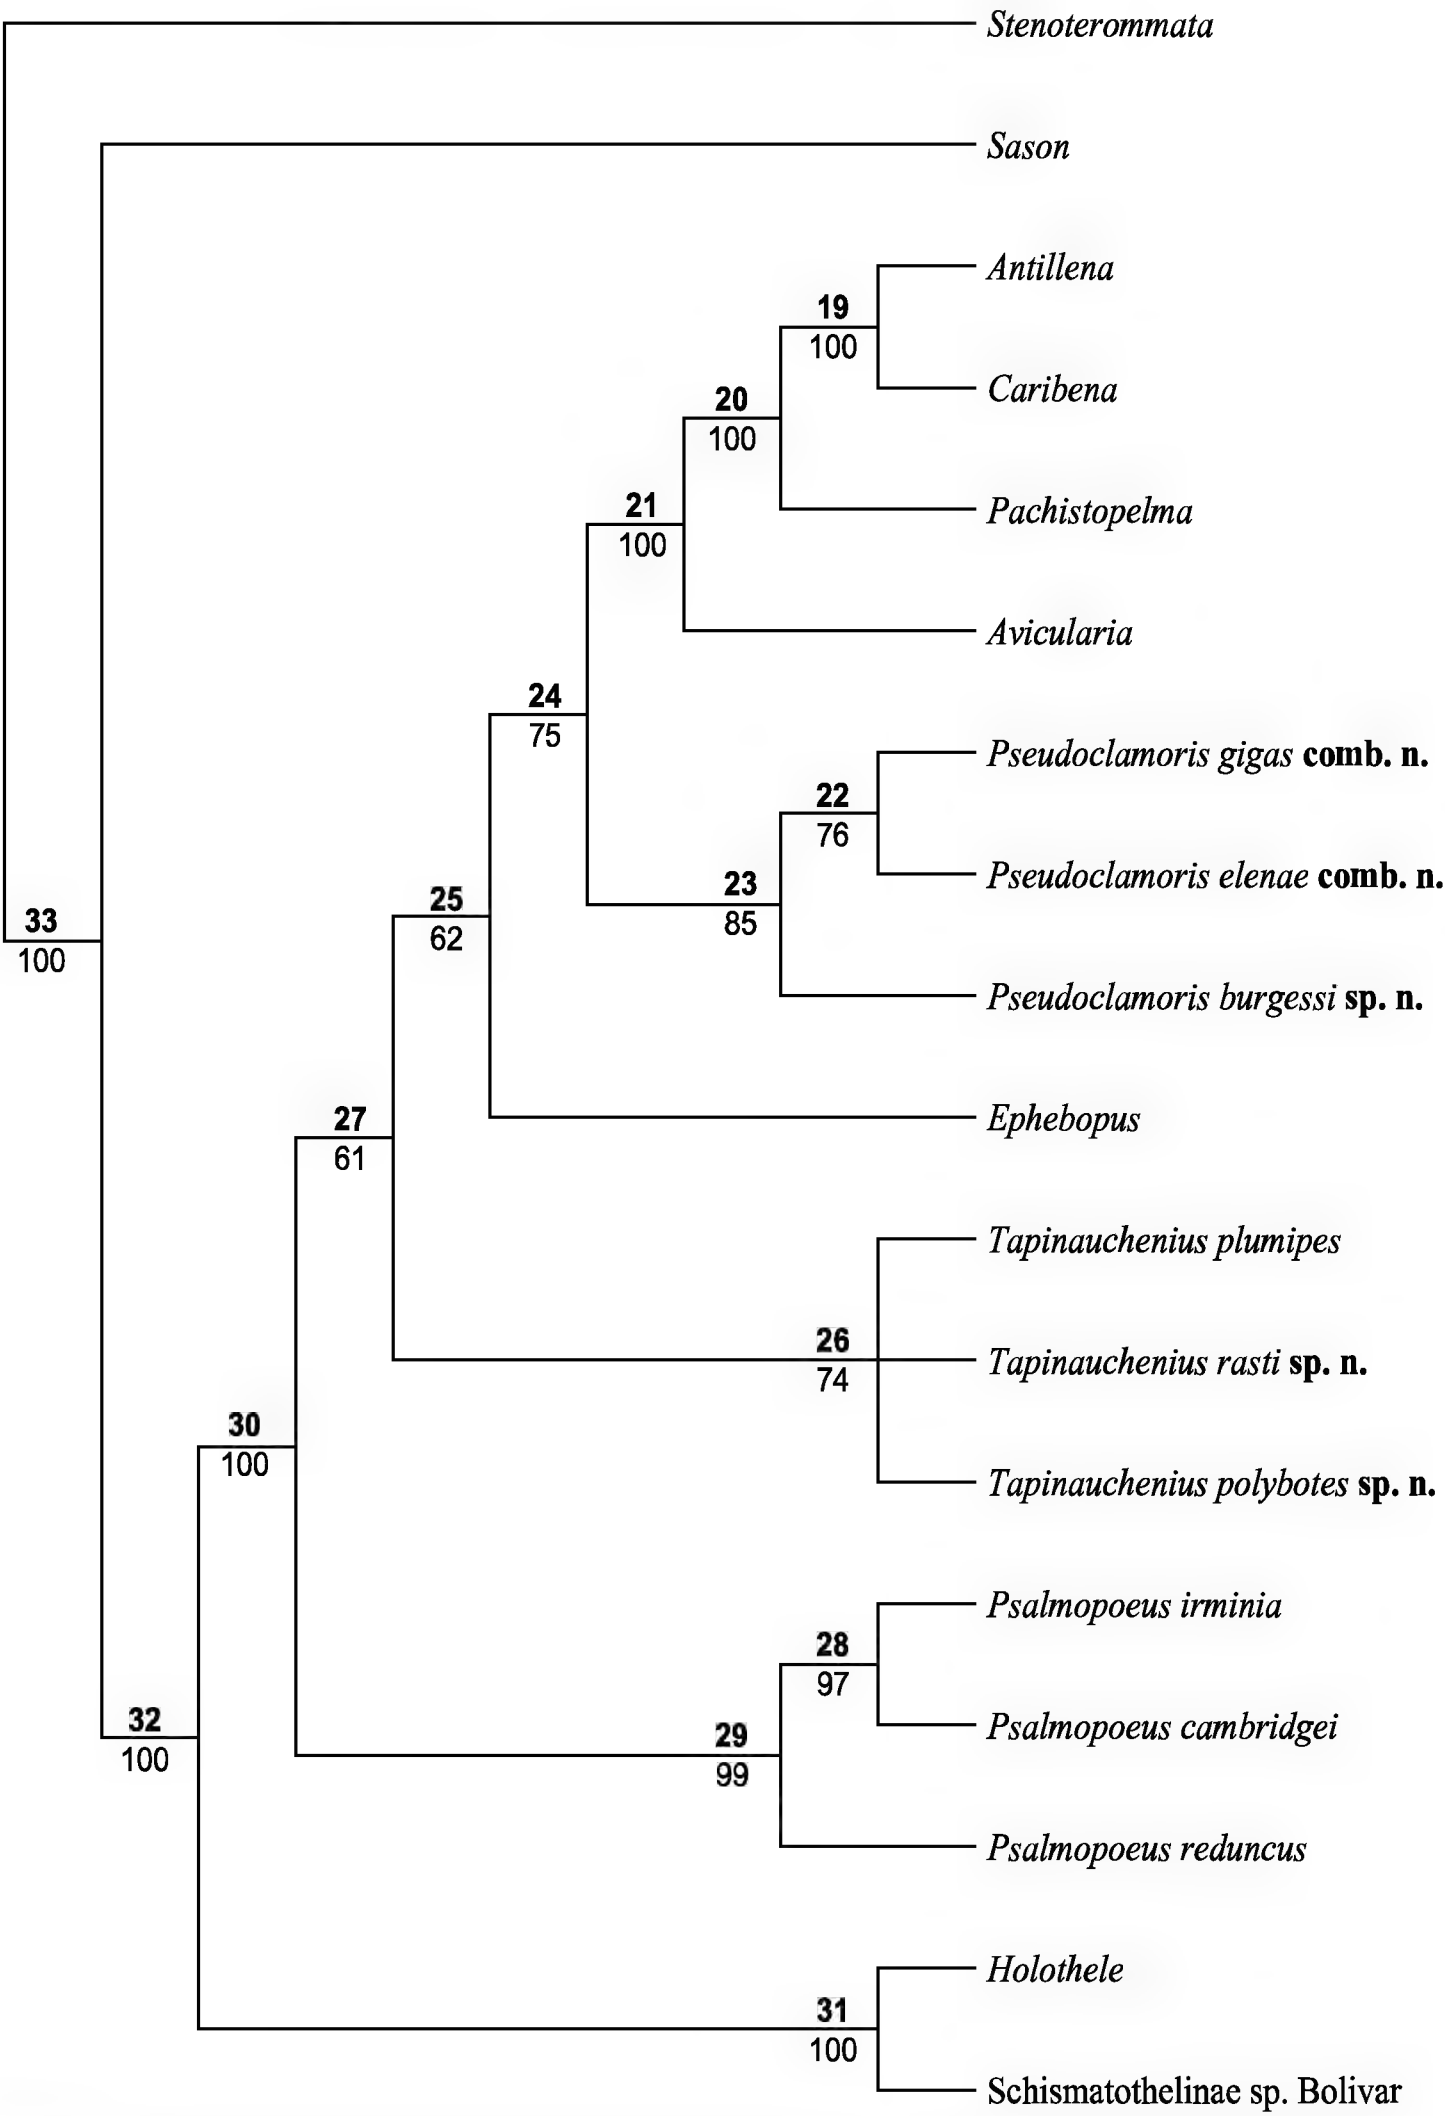 Stenoterommata
Sason
Antillena
19
100
Caribena
20
100
Pachistopelma
21
100
Avicularia
24
75
Pseudoclamoris gigas comb. n.
22
76
Pseudoclamoris elenae comb. n.
23
85
25
62
33
100
Pseudoclamoris burgessi sp. n.
Ephebopus
27
61
Tapinauchenius plumipes
26
74
Tapinauchenius rasti sp. n.
30
100
Tapinauchenius polybotes sp. n.
Psalmopoeus irminia
28
97
Psalmopoeus cambridgei
32
100
29
99
Psalmopoeus reduncus
Holothele
31
100
Schismatothelinae sp. Bolivar